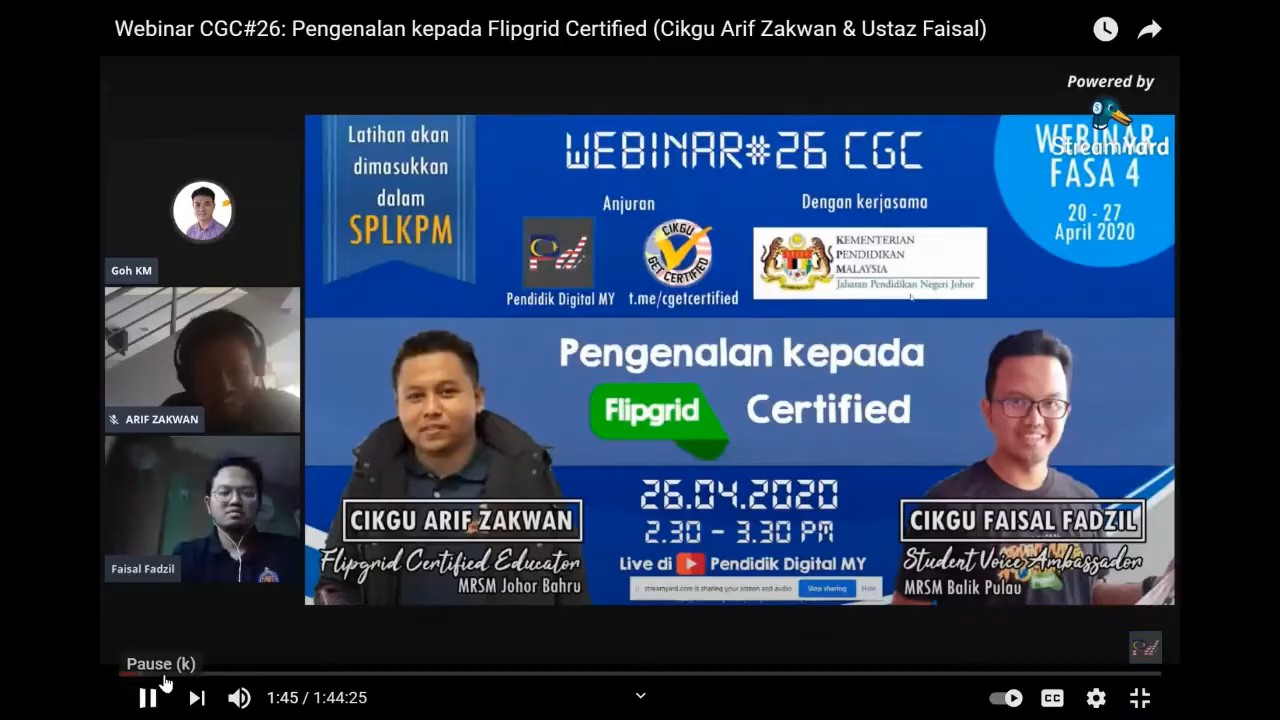 Webinar CGC#26: Pengenalan kepada Flipgrid Certified (Cikgu Arif Zakwan & Ustaz Faisal)
Powered by
StreamYard
Latihan akan
dimasukkan
dalam
SPLKPM
WEBINAR#26 CGC
WEBINAR
FASA 4
20 - 27
April 2020
Anjuran
Dengan kerjasama
CIKGU
GET CERTIFIED
KEMENTERIAN
PENDIDIKAN
MALAYSIA
Jabatan Pendidikan Negeri Johor
Pendidik Digital MY
t.me/cgetcertified
Goh KM
ARIF ZAKWAN
Faisal Fadzil
Pengenalan kepada
Flipgrid Certified
26.04.2020
2.30 - 3.30 PM
Live di Pendidik Digital MY
CIKGU ARIF ZAKWAN
Flipgrid Certified Educator
MRSM Johor Bahru
CIKGU FAISAL FADZIL
Student Voice Ambassador
MRSM Balik Pulau
streamyard.com is sharing your screen and audio
Stop sharing
Hide
Pause (k)
1:45 / 1:44:25
CC